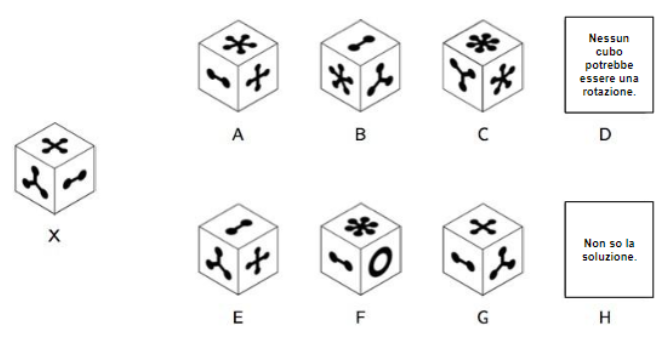 Nessun
cubo
potrebbe
essere una
rotazione.
A
B
C
D
X
Non so la
soluzione.
E
F
G
H